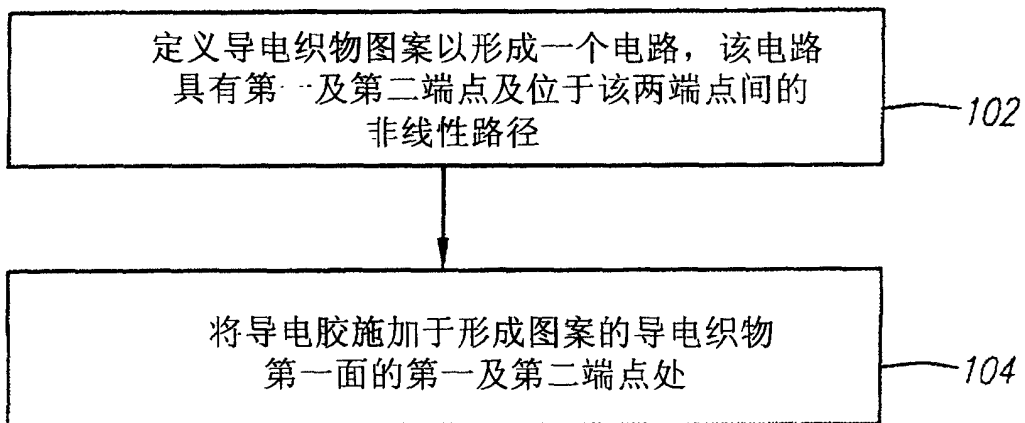 定义导电织物图案以形成一个电路，该电路
具有第一及第二端点及位于该两端点间的
非线性路径
102
将导电胶施加于形成图案的导电织物
第一面的第一及第二端点处
104